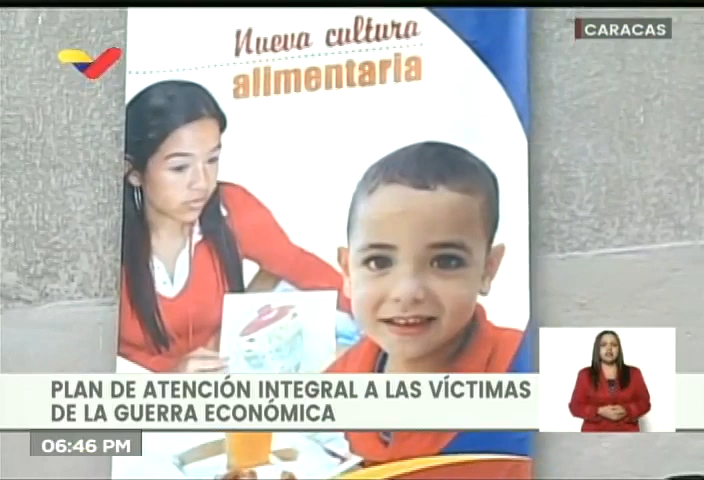 CARACAS
Nueva cultura
alimentaria
PLAN DE ATENCIÓN INTEGRAL A LAS VÍCTIMAS
DE LA GUERRA ECONÓMICA
06:46 PM